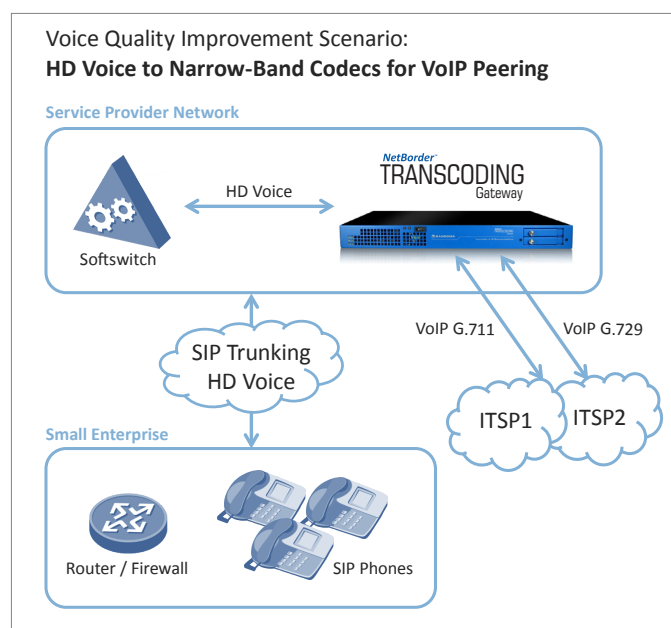 Voice Quality Improvement Scenario:
HD Voice to Narrow-Band Codecs for VoIP Peering
Service Provider Network
NetBorder™
TRANSCODING
Gateway
HD Voice
Softswitch
VoIP G.711
VoIP G.729
SIP Trunking
HD Voice
ITSP1
ITSP2
Small Enterprise
Router / Firewall
SIP Phones